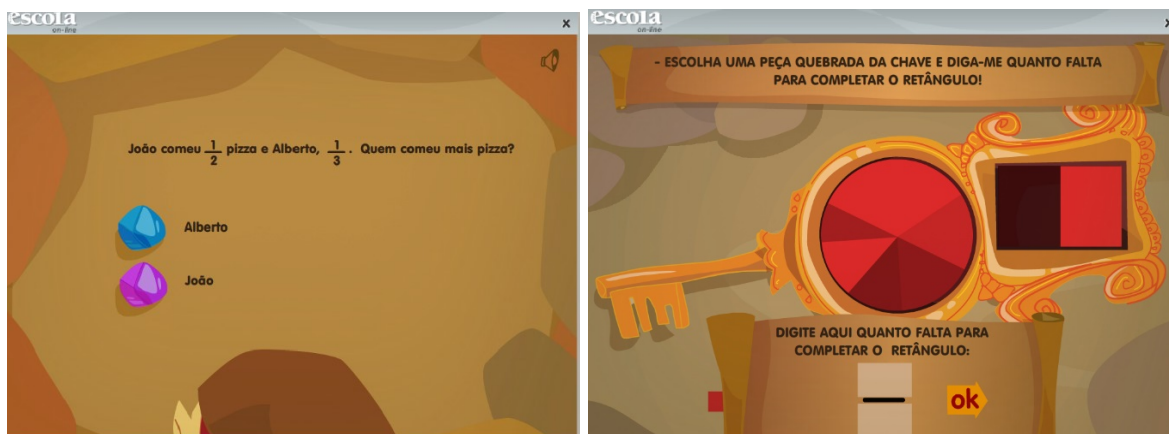 escola
on-line
x
João comeu 1/2 pizza e Alberto, 1/3 . Quem comeu mais pizza?
Alberto
João
escola
on-line
x
- ESCOLHA UMA PEÇA QUEBRADA DA CHAVE E DIGA-ME QUANTO FALTA
PARA COMPLETAR O RETÂNGULO!
DIGITE AQUI QUANTO FALTA PARA
COMPLETAR O RETÂNGULO:
ok